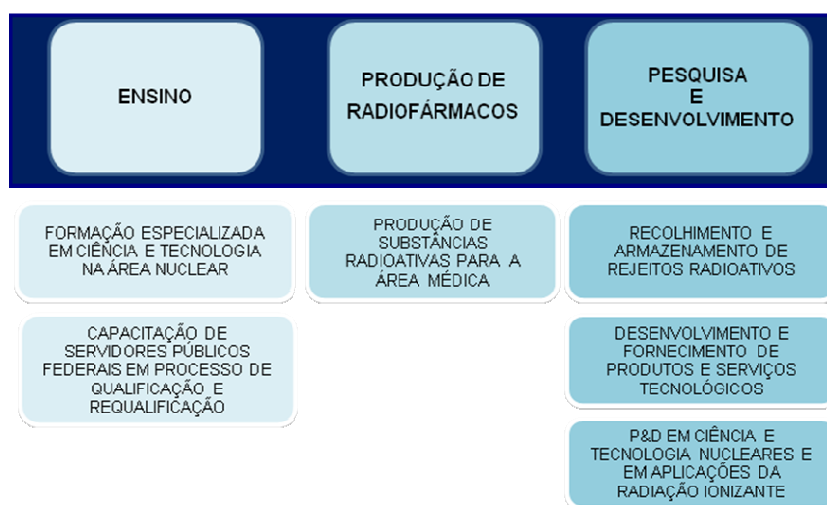 ENSINO
PRODUÇÃO DE
RADIOFÁRMACOS
PESQUISA
E
DESENVOLVIMENTO
FORMAÇÃO ESPECIALIZADA
EM CIÊNCIA E TECNOLOGIA
NA ÁREA NUCLEAR
CAPACITAÇÃO DE
SERVIDORES PÚBLICOS
FEDERAIS EM PROCESSO DE
QUALIFICAÇÃO E
REQUALIFICAÇÃO
PRODUÇÃO DE
SUBSTÂNCIAS
RADIOATIVAS PARA A
ÁREA MÉDICA
RECOLHIMENTO E
ARMAZENAMENTO DE
REJEITOS RADIOATIVOS
DESENVOLVIMENTO E
FORNECIMENTO DE
PRODUTOS E SERVIÇOS
TECNOLÓGICOS
P&D EM CIÊNCIA E
TECNOLOGIA NUCLEARES E
EM APLICAÇÕES DA
RADIAÇÃO IONIZANTE